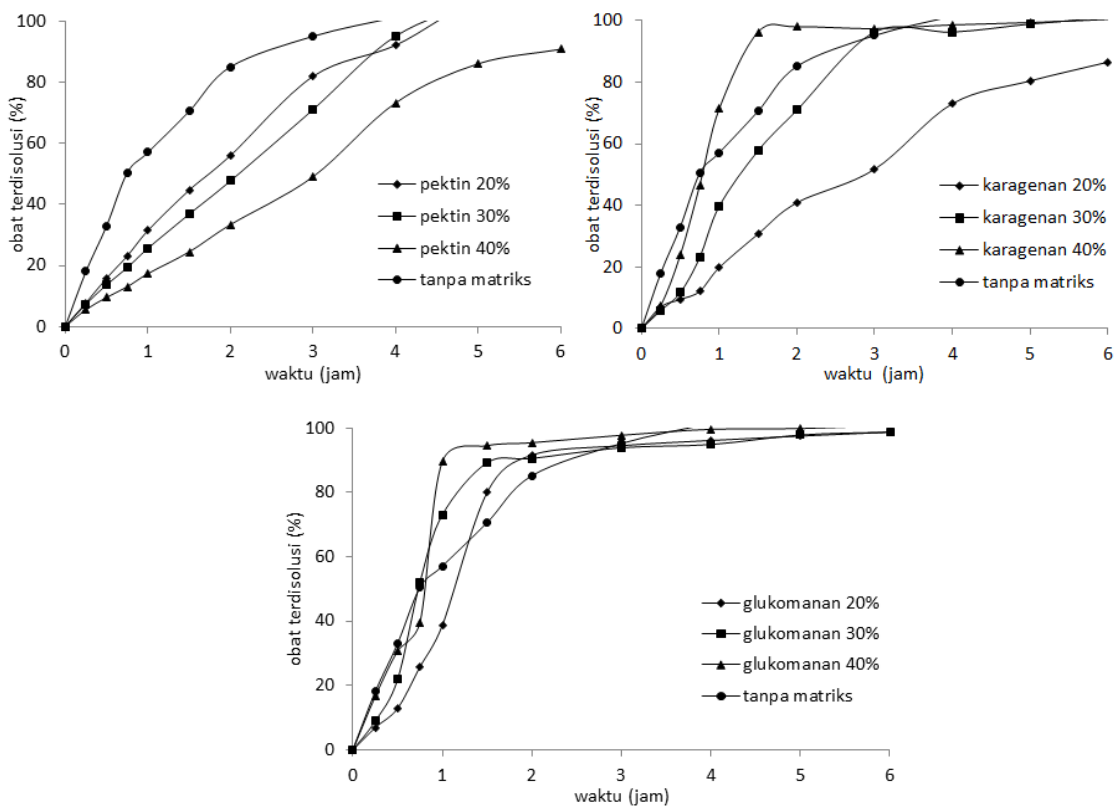 obat terdisolusi (%)
100
80
60
40
20
0
pektin 20%
pektin 30%
pektin 40%
tanpa matriks
0 1 2 3 4 5 6
waktu (jam)
obat terdisolusi (%)
100
80
60
40
20
0
karagenan 20%
karagenan 30%
karagenan 40%
tanpa matriks
0 1 2 3 4 5 6
waktu (jam)
obat terdisolusi (%)
100
80
60
40
20
0
glukomanan 20%
glukomanan 30%
glukomanan 40%
tanpa matriks
0 1 2 3 4 5 6
waktu (jam)